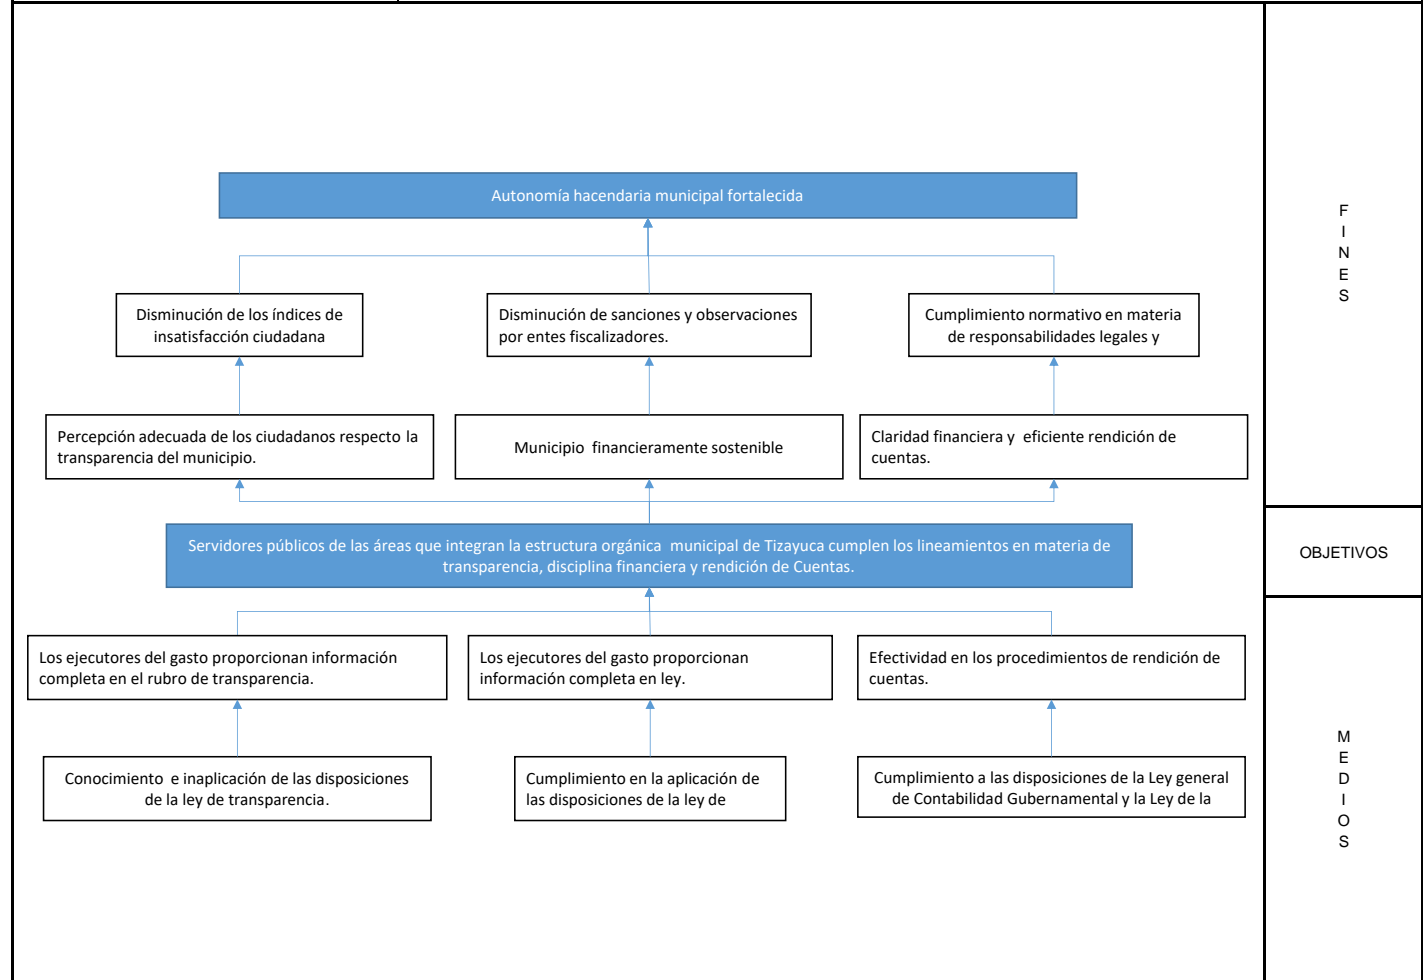 Autonomía hacendaria municipal fortalecida
Disminución de los índices de
insatisfacción ciudadana
Disminución de sanciones y observaciones
por entes fiscalizadores.
Cumplimiento normativo en materia
de responsabilidades legales y
Percepción adecuada de los ciudadanos respecto la
transparencia del municipio.
Municipio financieramente sostenible
Claridad financiera y eficiente rendición de
cuentas.
F
I
N
E
S
Servidores públicos de las áreas que integran la estructura orgánica municipal de Tizayuca cumplen los lineamientos en materia de
transparencia, disciplina financiera y rendición de Cuentas.
OBJETIVOS
Los ejecutores del gasto proporcionan información
completa en el rubro de transparencia.
Los ejecutores del gasto proporcionan
información completa en ley.
Efectividad en los procedimientos de rendición de
cuentas.
Conocimiento e inaplicación de las disposiciones
de la ley de transparencia.
Cumplimiento en la aplicación de
las disposiciones de la ley de
Cumplimiento a las disposiciones de la Ley general
de Contabilidad Gubernamental y la Ley de la
M
E
D
I
O
S